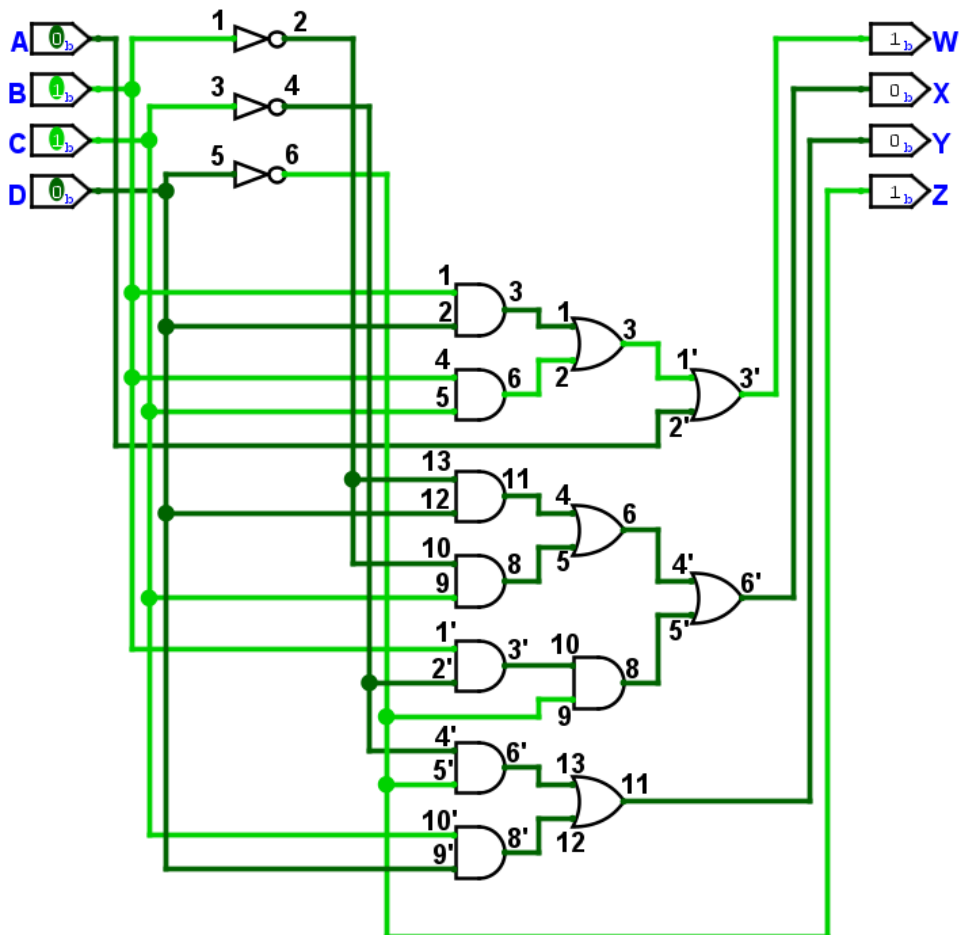 1 2
A 0b 1b W
B 1b 3 4 0b X
C 1b 0b Y
5 6
D 0b 1b Z
1 3
2 1 3
4 2 1' 3'
5 6
2'
13 11
12 4 6
10 8 5 4' 6'
9
5'
1' 3' 10 8
2'
9
4' 6' 13
5' 11
10' 8' 12
9'